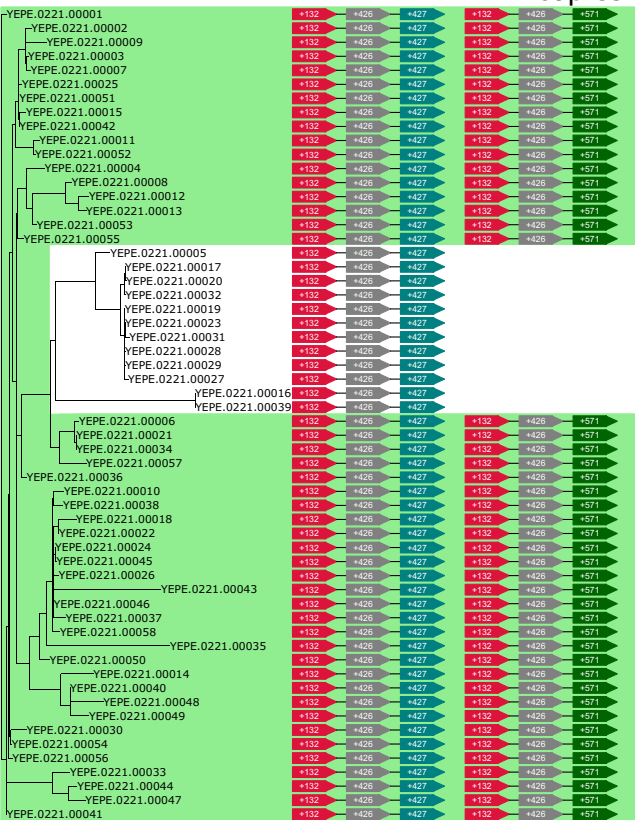 YEPE.0221.00001 +132 +426 +427 +132 +426 +571
YEPE.0221.00002 +132 +426 +427 +132 +426 +571
YEPE.0221.00009 +132 +426 +427 +132 +426 +571
YEPE.0221.00003 +132 +426 +427 +132 +426 +571
YEPE.0221.00007 +132 +426 +427 +132 +426 +571
YEPE.0221.00025 +132 +426 +427 +132 +426 +571
YEPE.0221.00051 +132 +426 +427 +132 +426 +571
YEPE.0221.00015 +132 +426 +427 +132 +426 +571
YEPE.0221.00042 +132 +426 +427 +132 +426 +571
YEPE.0221.00011 +132 +426 +427 +132 +426 +571
YEPE.0221.00052 +132 +426 +427 +132 +426 +571
YEPE.0221.00004 +132 +426 +427 +132 +426 +571
YEPE.0221.00008 +132 +426 +427 +132 +426 +571
YEPE.0221.00012 +132 +426 +427 +132 +426 +571
YEPE.0221.00013 +132 +426 +427 +132 +426 +571
YEPE.0221.00053 +132 +426 +427 +132 +426 +571
YEPE.0221.00055 +132 +426 +427 +132 +426 +571
YEPE.0221.00005 +132 +426 +427
YEPE.0221.00017 +132 +426 +427
YEPE.0221.00020 +132 +426 +427
YEPE.0221.00032 +132 +426 +427
YEPE.0221.00019 +132 +426 +427
YEPE.0221.00023 +132 +426 +427
YEPE.0221.00031 +132 +426 +427
YEPE.0221.00028 +132 +426 +427
YEPE.0221.00029 +132 +426 +427
YEPE.0221.00027 +132 +426 +427
YEPE.0221.00016 +132 +426 +427
YEPE.0221.00039 +132 +426 +427
YEPE.0221.00006 +132 +426 +427 +132 +426 +571
YEPE.0221.00021 +132 +426 +427 +132 +426 +571
YEPE.0221.00034 +132 +426 +427 +132 +426 +571
YEPE.0221.00057 +132 +426 +427 +132 +426 +571
YEPE.0221.00036 +132 +426 +427 +132 +426 +571
YEPE.0221.00010 +132 +426 +427 +132 +426 +571
YEPE.0221.00038 +132 +426 +427 +132 +426 +571
YEPE.0221.00018 +132 +426 +427 +132 +426 +571
YEPE.0221.00022 +132 +426 +427 +132 +426 +571
YEPE.0221.00024 +132 +426 +427 +132 +426 +571
YEPE.0221.00045 +132 +426 +427 +132 +426 +571
YEPE.0221.00026 +132 +426 +427 +132 +426 +571
YEPE.0221.00043 +132 +426 +427 +132 +426 +571
YEPE.0221.00046 +132 +426 +427 +132 +426 +571
YEPE.0221.00037 +132 +426 +427 +132 +426 +571
YEPE.0221.00058 +132 +426 +427 +132 +426 +571
YEPE.0221.00035 +132 +426 +427 +132 +426 +571
YEPE.0221.00050 +132 +426 +427 +132 +426 +571
YEPE.0221.00014 +132 +426 +427 +132 +426 +571
YEPE.0221.00040 +132 +426 +427 +132 +426 +571
YEPE.0221.00048 +132 +426 +427 +132 +426 +571
YEPE.0221.00049 +132 +426 +427 +132 +426 +571
YEPE.0221.00030 +132 +426 +427 +132 +426 +571
YEPE.0221.00054 +132 +426 +427 +132 +426 +571
YEPE.0221.00056 +132 +426 +427 +132 +426 +571
YEPE.0221.00033 +132 +426 +427 +132 +426 +571
YEPE.0221.00044 +132 +426 +427 +132 +426 +571
YEPE.0221.00047 +132 +426 +427 +132 +426 +571
YEPE.0221.00041 +132 +426 +427 +132 +426 +571